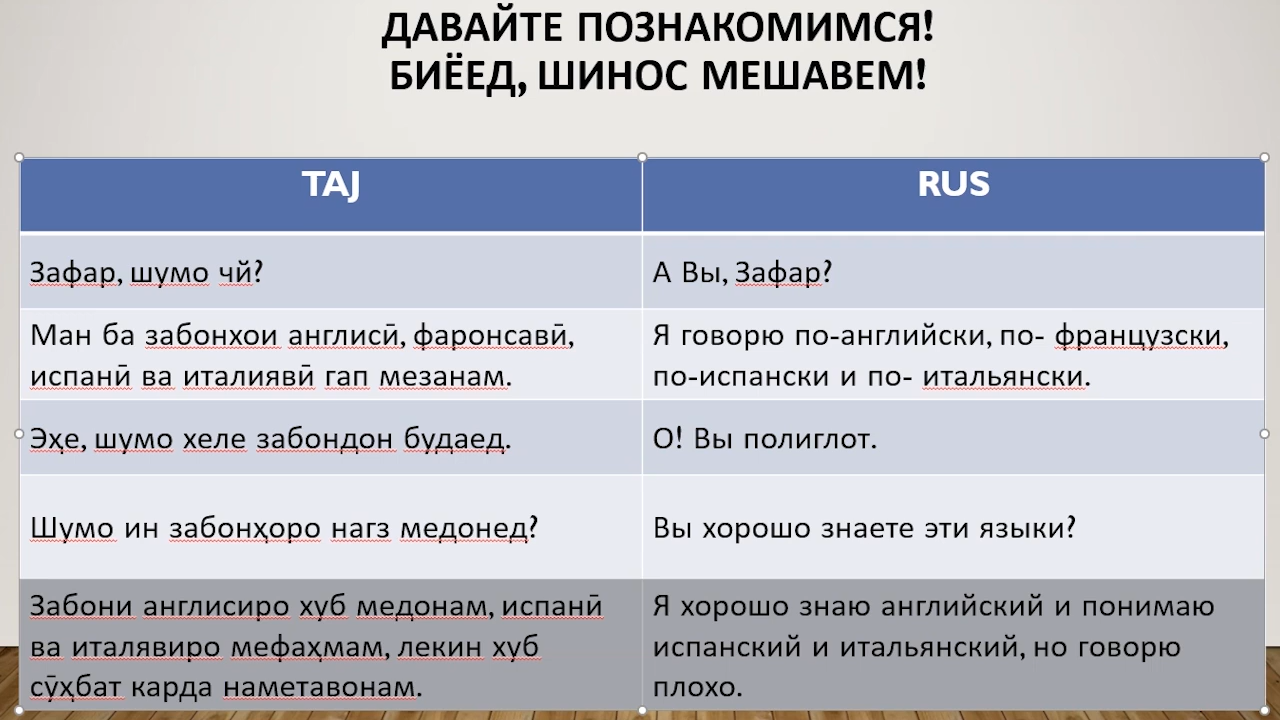 ДАВАЙТЕ ПОЗНАКОМИМСЯ!
БИЁЕД, ШИНОС МЕШАВЕМ!
TAJ
RUS
Зафар, шумо чй?
А Вы, Зафар?
Ман ба забонхои англисӣ, фаронсавӣ,
испанӣ ва италиявӣ гап мезанам.
Я говорю по-английски, по- французски,
по-испански и по- итальянски.
Эҳе, шумо хеле забондон будаед.
О! Вы полиглот.
Шумо ин забонҳоро нагз медонед?
Вы хорошо знаете эти языки?
Забони англисиро хуб медонам, испанӣ
ва италявиро мефаҳмам, лекин хуб
сӯҳбат карда наметавонам.
Я хорошо знаю английский и понимаю
испанский и итальянский, но говорю
плохо.